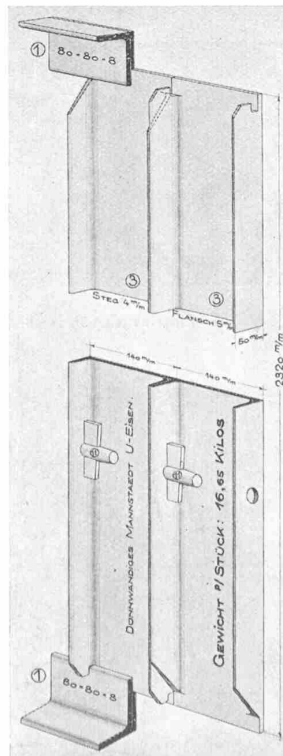 80-80-8
1
3
3
STEG 4 m/m
FLANSCH 5 m/m
50 m/m
2320 m/m
140 m/m
140 m/m
DÜNNWANDIGES MANNSTAEDT U-EISEN.
GEWICHT P/STÜCK: 16,65 KILOS
1
80-80-8